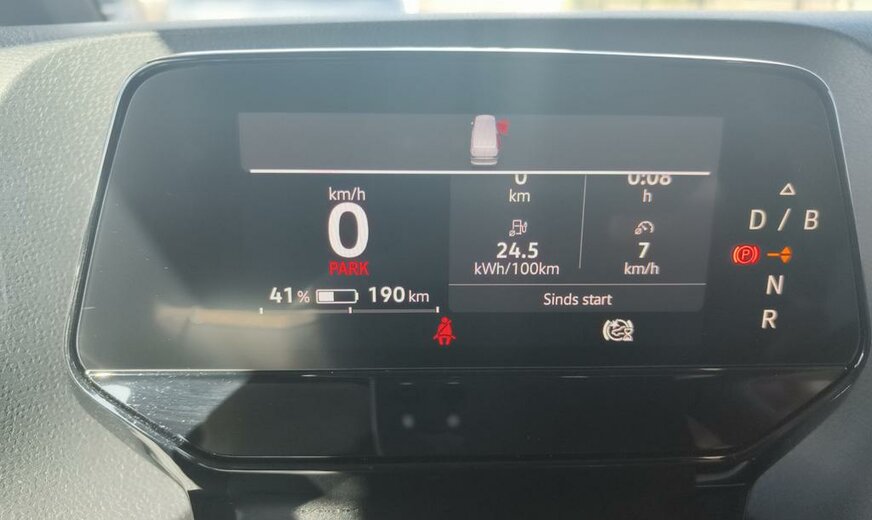 km/h
0
PARK
41% 190 km
0
km
0:08
h
24.5
kWh/100km
7
km/h
Sinds start
D / B
P
N
R